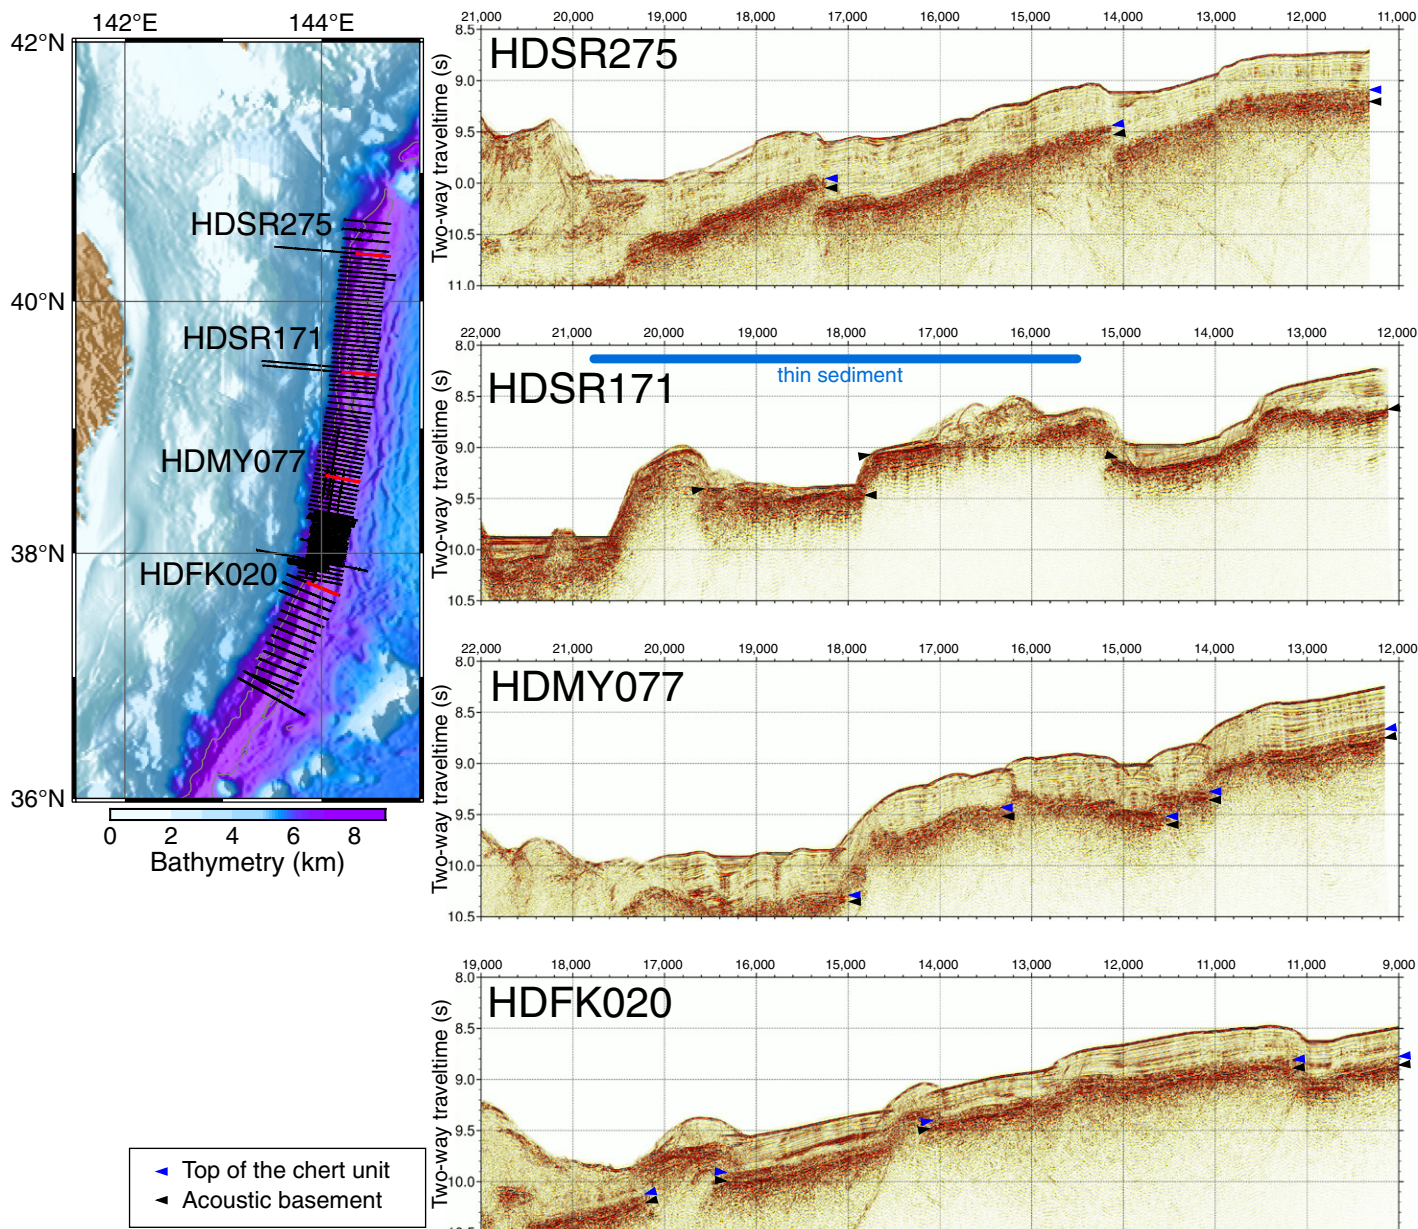 142°E 144°E
42°N
40°N
38°N
36°N
HDSR275
HDSR171
HDMY077
HDFK020
0 2 4 6 8
Bathymetry (km)
Top of the chert unit
Acoustic basement
21,000 20,000 19,000 18,000 17,000 16,000 15,000 14,000 13,000 12,000 11,000
HDSR275
Two-way traveltime (s)
8.5
9.0
9.5
0.0
10.5
11.0
22,000 21,000 20,000 19,000 18,000 17,000 16,000 15,000 14,000 13,000 12,000
HDSR171
thin sediment
Two-way traveltime (s)
8.0
8.5
9.0
9.5
10.0
10.5
22,000 21,000 20,000 19,000 18,000 17,000 16,000 15,000 14,000 13,000 12,000
HDMY077
Two-way traveltime (s)
8.0
8.5
9.0
9.5
10.0
10.5
19,000 18,000 17,000 16,000 15,000 14,000 13,000 12,000 11,000 11,000 9,000
HDFK020
Two-way traveltime (s)
8.0
8.5
9.0
9.5
10.0